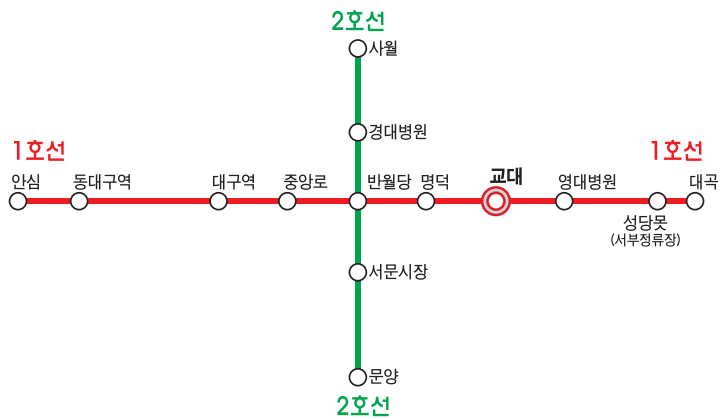 2호선
사월
경대병원
1호선
1호선
안심
동대구역
대구역
중앙로
반월당
명덕
교대
영대병원
대곡
성당못
(서부정류장)
서문시장
문양
2호선